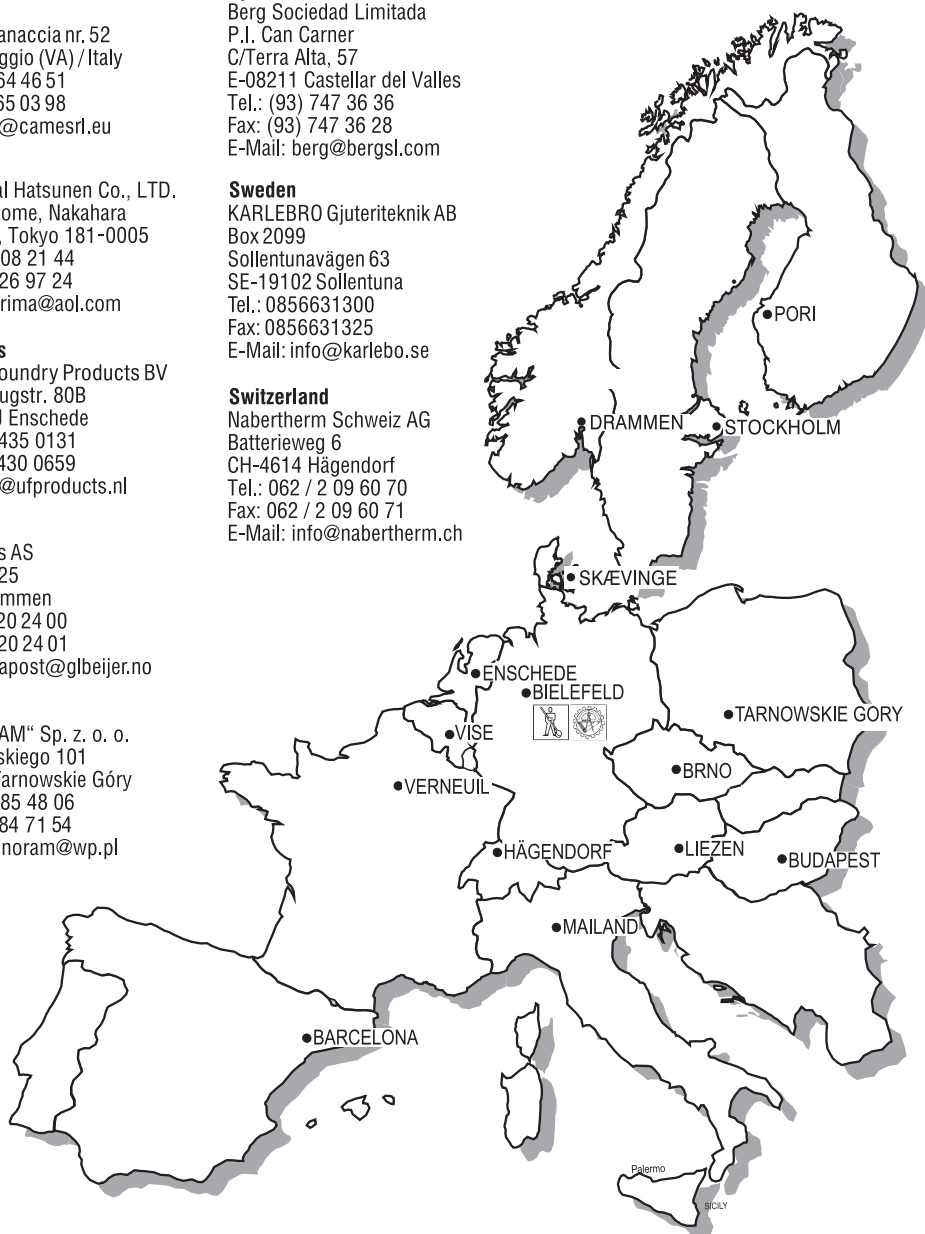 anaccia nr. 52
ggio (VA) / Italy
64 46 51
65 03 98
@camesrl.eu
al Hatsunen Co., LTD.
ome, Nakahara
, Tokyo 181-0005
08 21 44
26 97 24
rima@aol.com
s
oundry Products BV
ugstr. 80B
Enschede
435 0131
430 0659
@ufproducts.nl
s AS
25
mmen
20 24 00
20 24 01
apost@glbeijer.no
AM“ Sp. z. o. o.
skiego 101
Tarnowskie Góry
85 48 06
84 71 54
noram@wp.pl
Berg Sociedad Limitada
P.I. Can Carner
C/Terra Alta, 57
E-08211 Castellar del Valles
Tel.: (93) 747 36 36
Fax: (93) 747 36 28
E-Mail: berg@bergsl.com
Sweden
KARLEBRO Gjuteriteknik AB
Box 2099
Sollentunavägen 63
SE-19102 Sollentuna
Tel.: 0856631300
Fax: 0856631325
E-Mail: info@karlebo.se
Switzerland
Nabertherm Schweiz AG
Batterieweg 6
CH-4614 Hägendorf
Tel.: 062 / 2 09 60 70
Fax: 062 / 2 09 60 71
E-Mail: info@nabertherm.ch
PORI
DRAMMEN
STOCKHOLM
SKÆVINGE
ENSCHEDE
BIELEFELD
TARNOWSKIE GORY
VISE
BRNO
VERNEUIL
HÄGENDORF
LIEZEN
BUDAPEST
MAILAND
BARCELONA
Palermo
SICILY